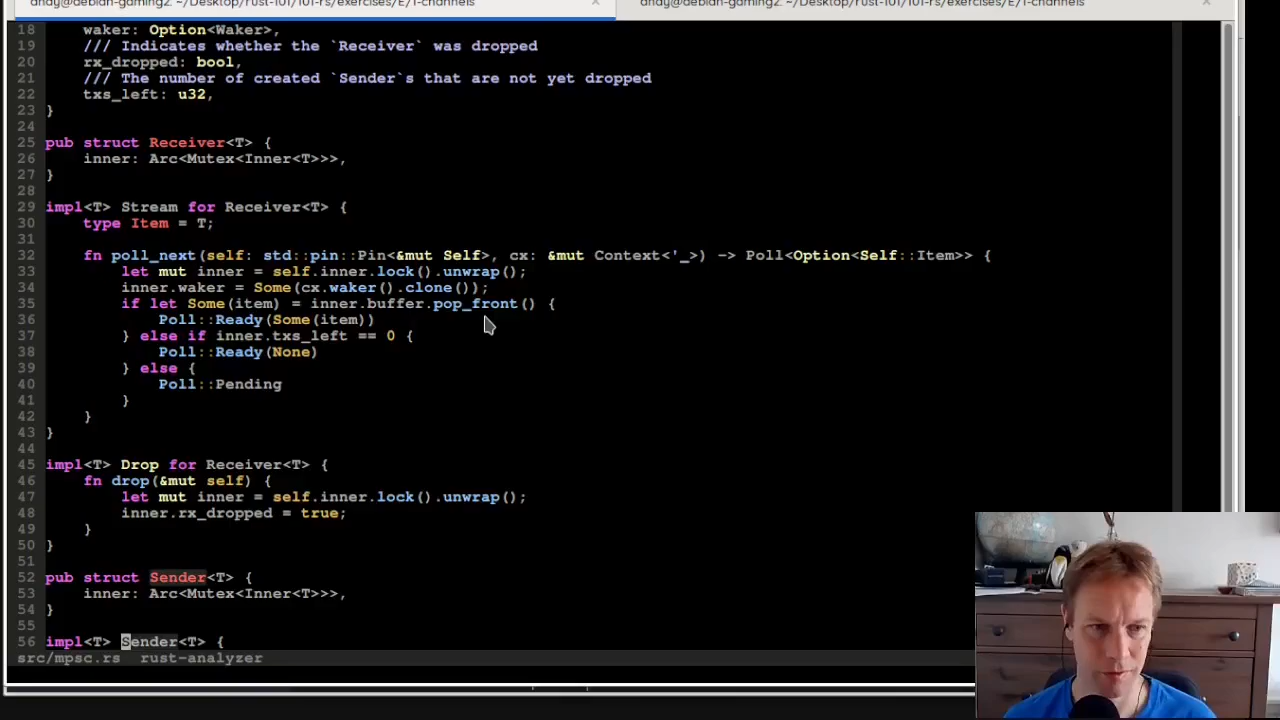 andy@debian-gaming2: ~/Desktop/rust-101/101-rs/exercises/E/1-channels × andy@debian-gaming2: ~/Desktop/rust-101/101-rs/exercises/E/1-channels ×
18     waker: Option<Waker>,
19     /// Indicates whether the `Receiver` was dropped
20     rx_dropped: bool,
21     /// The number of created `Sender`s that are not yet dropped
22     txs_left: u32,
23 }
24
25 pub struct Receiver<T> {
26     inner: Arc<Mutex<Inner<T>>>,
27 }
28
29 impl<T> Stream for Receiver<T> {
30     type Item = T;
31
32     fn poll_next(self: std::pin::Pin<&mut Self>, cx: &mut Context<'_>) -> Poll<Option<Self::Item>> {
33         let mut inner = self.inner.lock().unwrap();
34         inner.waker = Some(cx.waker().clone());
35         if let Some(item) = inner.buffer.pop_front() {
36             Poll::Ready(Some(item))
37         } else if inner.txs_left == 0 {
38             Poll::Ready(None)
39         } else {
40             Poll::Pending
41         }
42     }
43 }
44
45 impl<T> Drop for Receiver<T> {
46     fn drop(&mut self) {
47         let mut inner = self.inner.lock().unwrap();
48         inner.rx_dropped = true;
49     }
50 }
51
52 pub struct Sender<T> {
53     inner: Arc<Mutex<Inner<T>>>,
54 }
55
56 impl<T> Sender<T> {
src/mpsc.rs  rust-analyzer